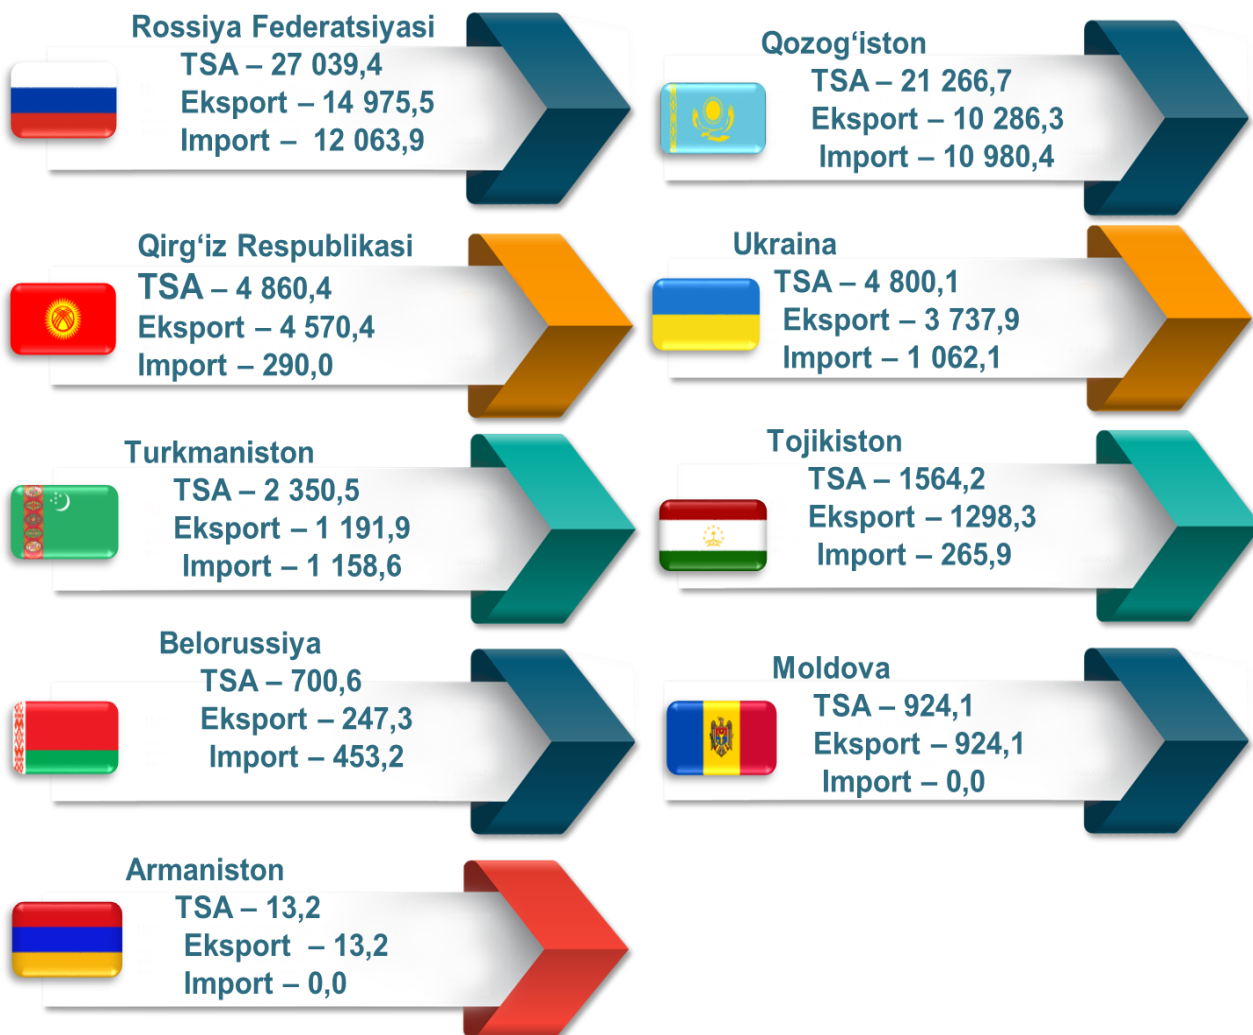 Rossiya Federatsiyasi
TSA – 27 039,4
Eksport – 14 975,5
Import – 12 063,9
Qozog‘iston
TSA – 21 266,7
Eksport – 10 286,3
Import – 10 980,4
Qirg‘iz Respublikasi
TSA – 4 860,4
Eksport – 4 570,4
Import – 290,0
Ukraina
TSA – 4 800,1
Eksport – 3 737,9
Import – 1 062,1
Turkmaniston
TSA – 2 350,5
Eksport – 1 191,9
Import – 1 158,6
Tojikiston
TSA – 1564,2
Eksport – 1298,3
Import – 265,9
Belorussiya
TSA – 700,6
Eksport – 247,3
Import – 453,2
Moldova
TSA – 924,1
Eksport – 924,1
Import – 0,0
Armaniston
TSA – 13,2
Eksport – 13,2
Import – 0,0